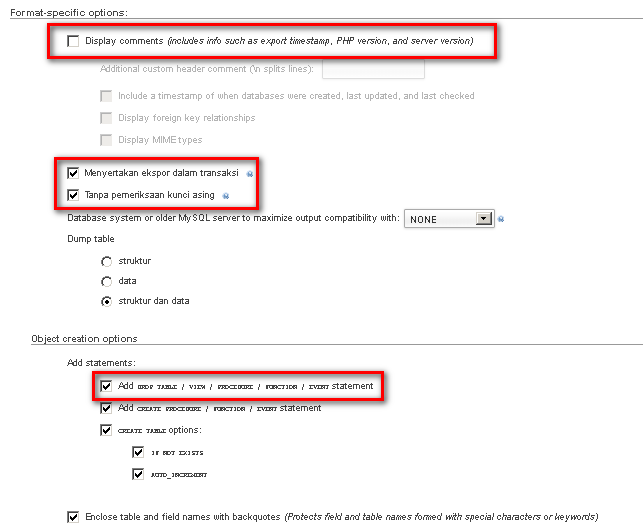 Format-specific options:
Display comments (includes info such as export timestamp, PHP version, and server version)
Additional custom header comment (\n splits lines):
Include a timestamp of when databases were created, last updated, and last checked
Display foreign key relationships
Display MIME types
Menyertakan ekspor dalam transaksi
Tanpa pemeriksaan kunci asing
Database system or older MySQL server to maximize output compatibility with: NONE
Dump table
struktur
data
struktur dan data
Object creation options
Add statements:
Add DROP TABLE / VIEW / PROCEDURE / FUNCTION / EVENT statement
Add CREATE PROCEDURE / FUNCTION / EVENT statement
CREATE TABLE options:
IF NOT EXISTS
AUTO_INCREMENT
Enclose table and field names with backquotes (Protects field and table names formed with special characters or keywords)